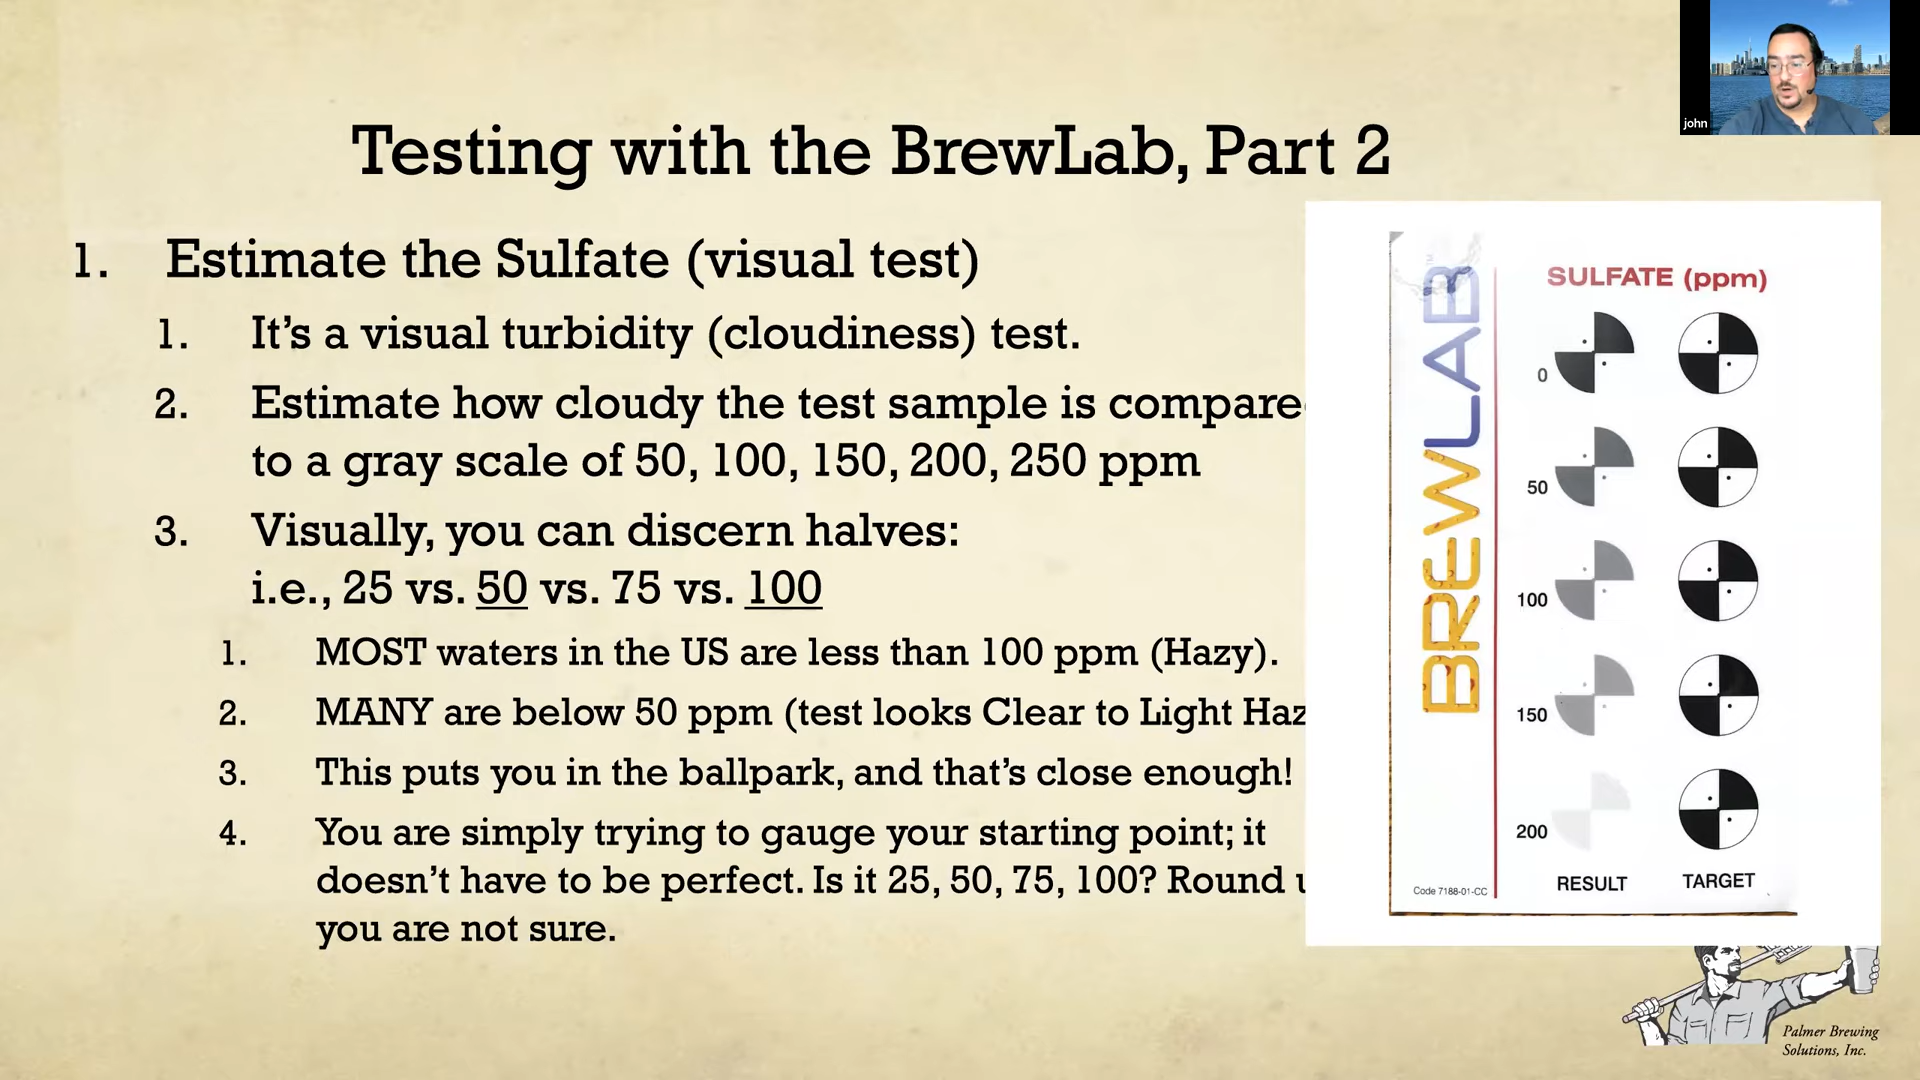 john
Testing with the BrewLab, Part 2
1. Estimate the Sulfate (visual test)
1. It’s a visual turbidity (cloudiness) test.
2. Estimate how cloudy the test sample is compare
to a gray scale of 50, 100, 150, 200, 250 ppm
3. Visually, you can discern halves:
i.e., 25 vs. 50 vs. 75 vs. 100
1. MOST waters in the US are less than 100 ppm (Hazy).
2. MANY are below 50 ppm (test looks Clear to Light Haz
3. This puts you in the ballpark, and that’s close enough!
4. You are simply trying to gauge your starting point; it
doesn’t have to be perfect. Is it 25, 50, 75, 100? Round
you are not sure.
BREWLAB™
SULFATE (ppm)
0
50
100
150
200
RESULT TARGET
Code 7188-01-CC
Palmer Brewing
Solutions, Inc.